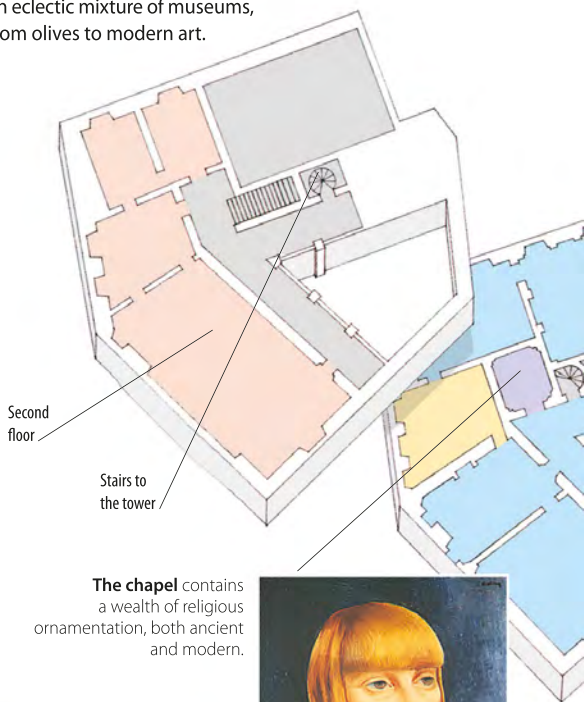 eclectic mixture of museums,
om olives to modern art.
Second
floor
Stairs to
the tower
The chapel contains
a wealth of religious
ornamentation, both ancient
and modern.